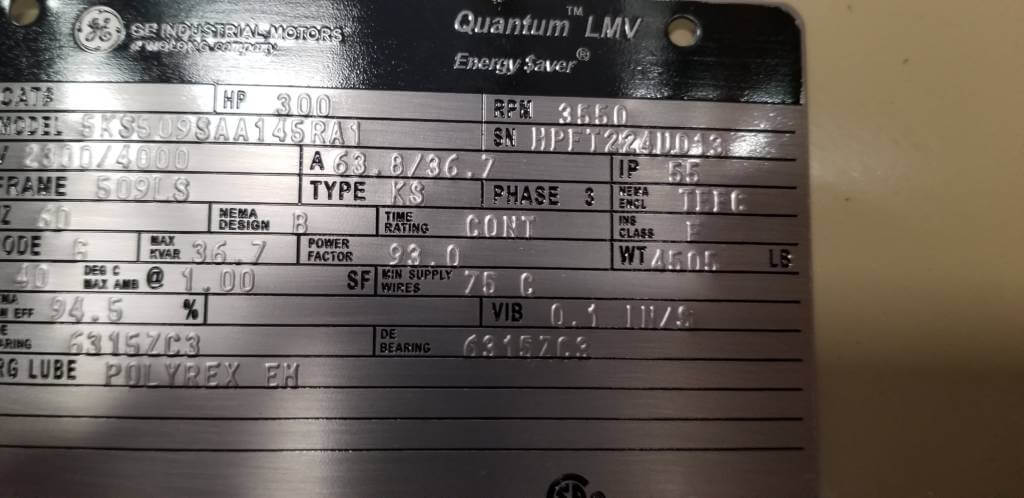 GE INDUSTRIAL MOTORS
a WOLONG company
Quantum™ LMV
Energy $aver®
CAT# HP 300 RPM 3550
MODEL 5KS509SAA145RA1 SN
V 2300/4000 A 63.8/36.7 IP 55
FRAME 509LS TYPE KS PHASE 3 NEMA ENCL TEFC
HZ 60 NEMA DESIGN B TIME RATING CONT INS CLASS F
CODE G MAX KVAR 36.7 POWER FACTOR 93.0 WT 4505 LB
40 DEG C MAX AMB @ 1.00 SF MIN SUPPLY WIRES 75 C
EFF 94.5 % VIB 0.1 IN/S
6315ZC3 DE BEARING 6315ZC3
LUBE POLYREX EM